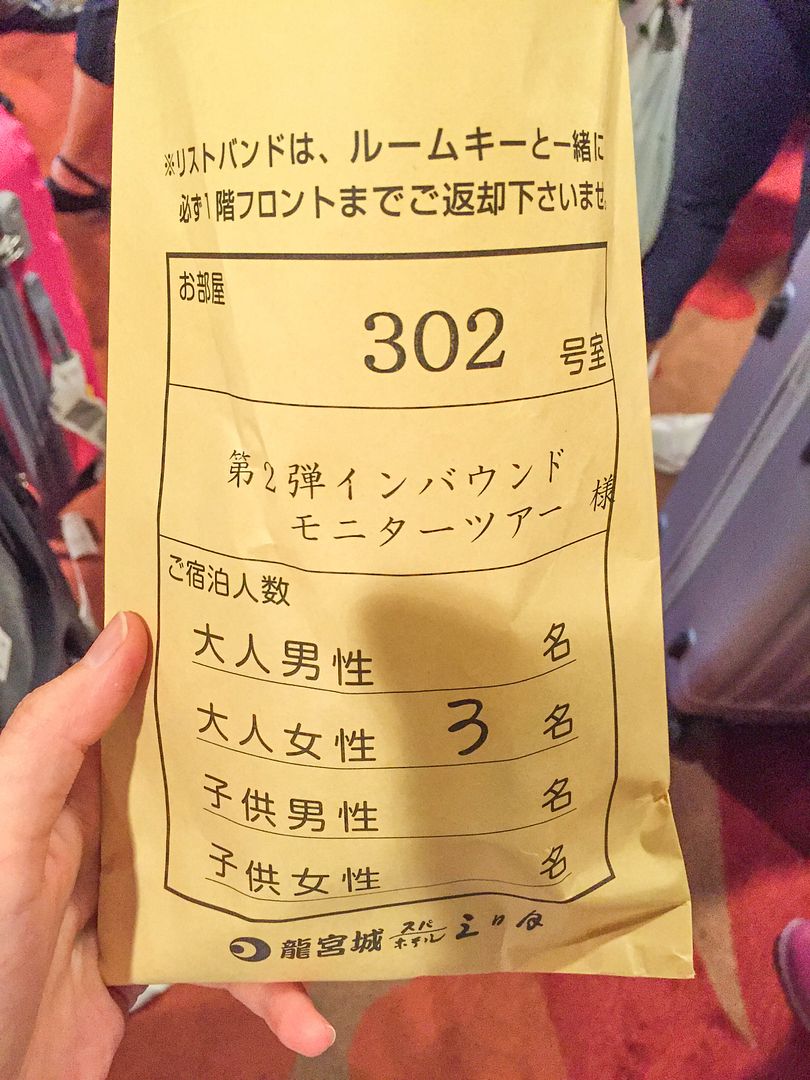 ※リストバンドは、ルームキーと一緒に
必ず1階フロントまでご返却下さいませ
お部屋
302 号室
第2弾インバウンド
モニターツアー 様
ご宿泊人数
大人男性 名
大人女性 3 名
子供男性 名
子供女性 名
龍宮城 スパホテル 三日月